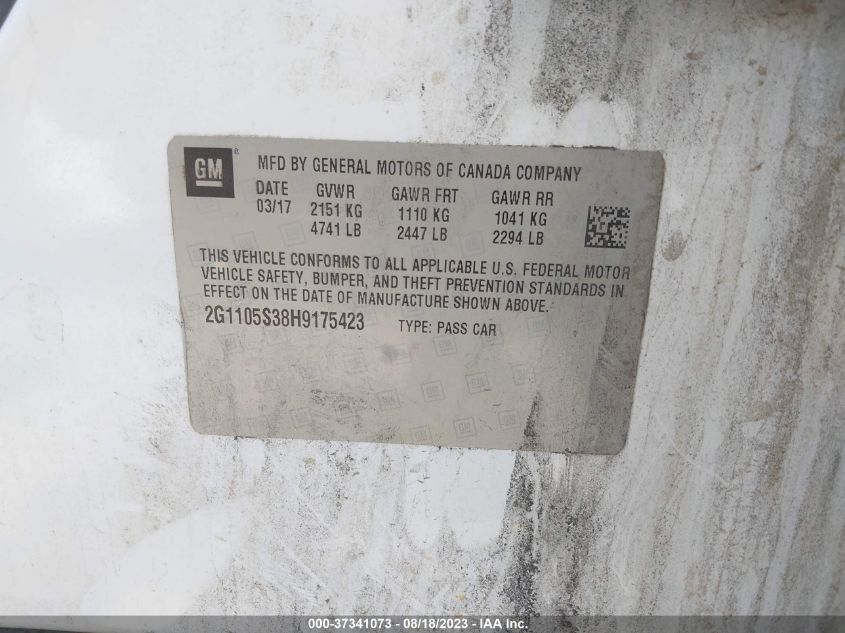 GM
MFD BY GENERAL MOTORS OF CANADA COMPANY
DATE GVWR GAWR FRT GAWR RR
03/17 2151 KG 1110 KG 1041 KG
4741 LB 2447 LB 2294 LB
THIS VEHICLE CONFORMS TO ALL APPLICABLE U.S. FEDERAL MOTOR
VEHICLE SAFETY, BUMPER, AND THEFT PREVENTION STANDARDS IN
EFFECT ON THE DATE OF MANUFACTURE SHOWN ABOVE.
2G1105S38H9175423 TYPE: PASS CAR
000-37341073 - 08/18/2023 - IAA Inc.